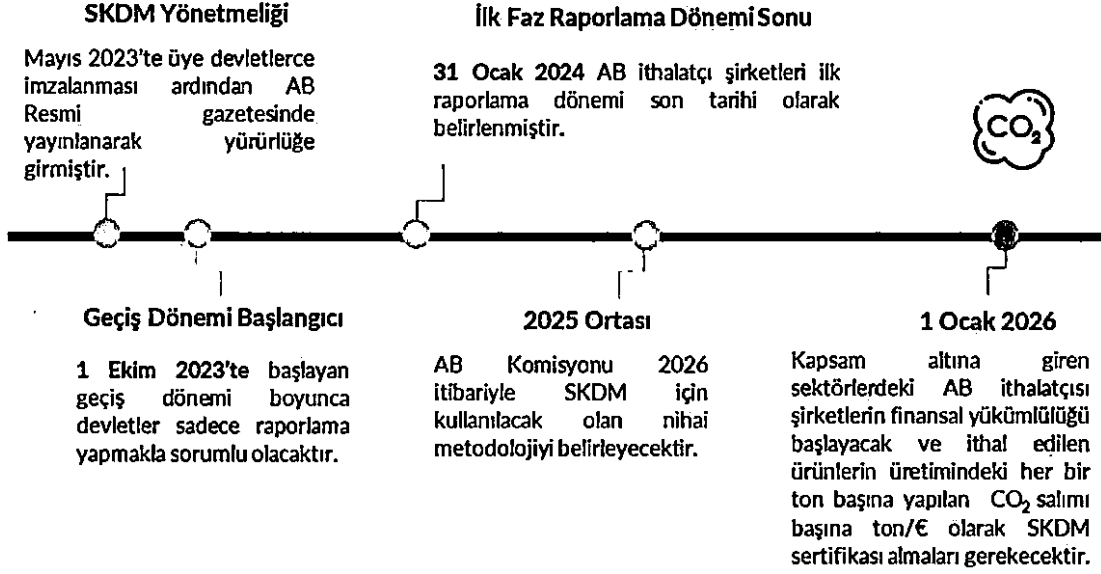 SKDM Yönetmeliği
Mayıs 2023'te üye devletlerce
imzalanması ardından AB
Resmi gazetesinde
yayınlanarak yürürlüğe
girmiştir.
İlk Faz Raporlama Dönemi Sonu
31 Ocak 2024 AB ithalatçı şirketleri ilk
raporlama dönemi son tarihi olarak
belirlenmiştir.
CO₂
Geçiş Dönemi Başlangıcı
1 Ekim 2023'te başlayan
geçiş dönemi boyunca
devletler sadece raporlama
yapmakla sorumlu olacaktır.
2025 Ortası
AB Komisyonu 2026
itibariyle SKDM için
kullanılacak olan nihai
metodolojiyi belirleyecektir.
1 Ocak 2026
Kapsam altına giren
sektörlerdeki AB ithalatçısı
şirketlerin finansal yükümlülüğü
başlayacak ve ithal edilen
ürünlerin üretimindeki her bir
ton başına yapılan CO₂ salımı
başına ton/€ olarak SKDM
sertifikası almaları gerekecektir.